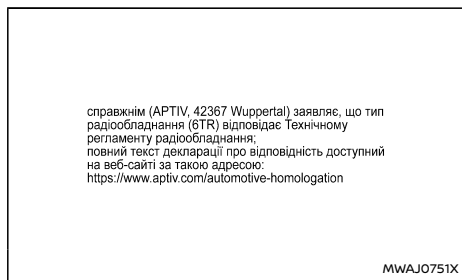 справжнім (APTIV, 42367 Wuppertal) заявляє, що тип
радіообладнання (6TR) відповідає Технічному
регламенту радіообладнання;
повний текст декларації про відповідність доступний
на веб-сайті за такою адресою:
https://www.aptiv.com/automotive-homologation
MWAJ0751X